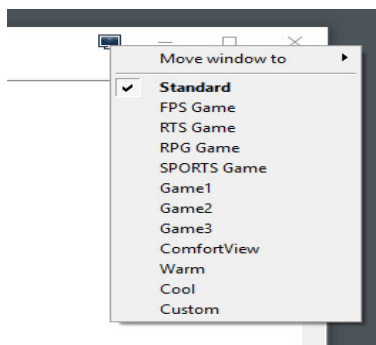 Move window to
Standard
FPS Game
RTS Game
RPG Game
SPORTS Game
Game1
Game2
Game3
ComfortView
Warm
Cool
Custom